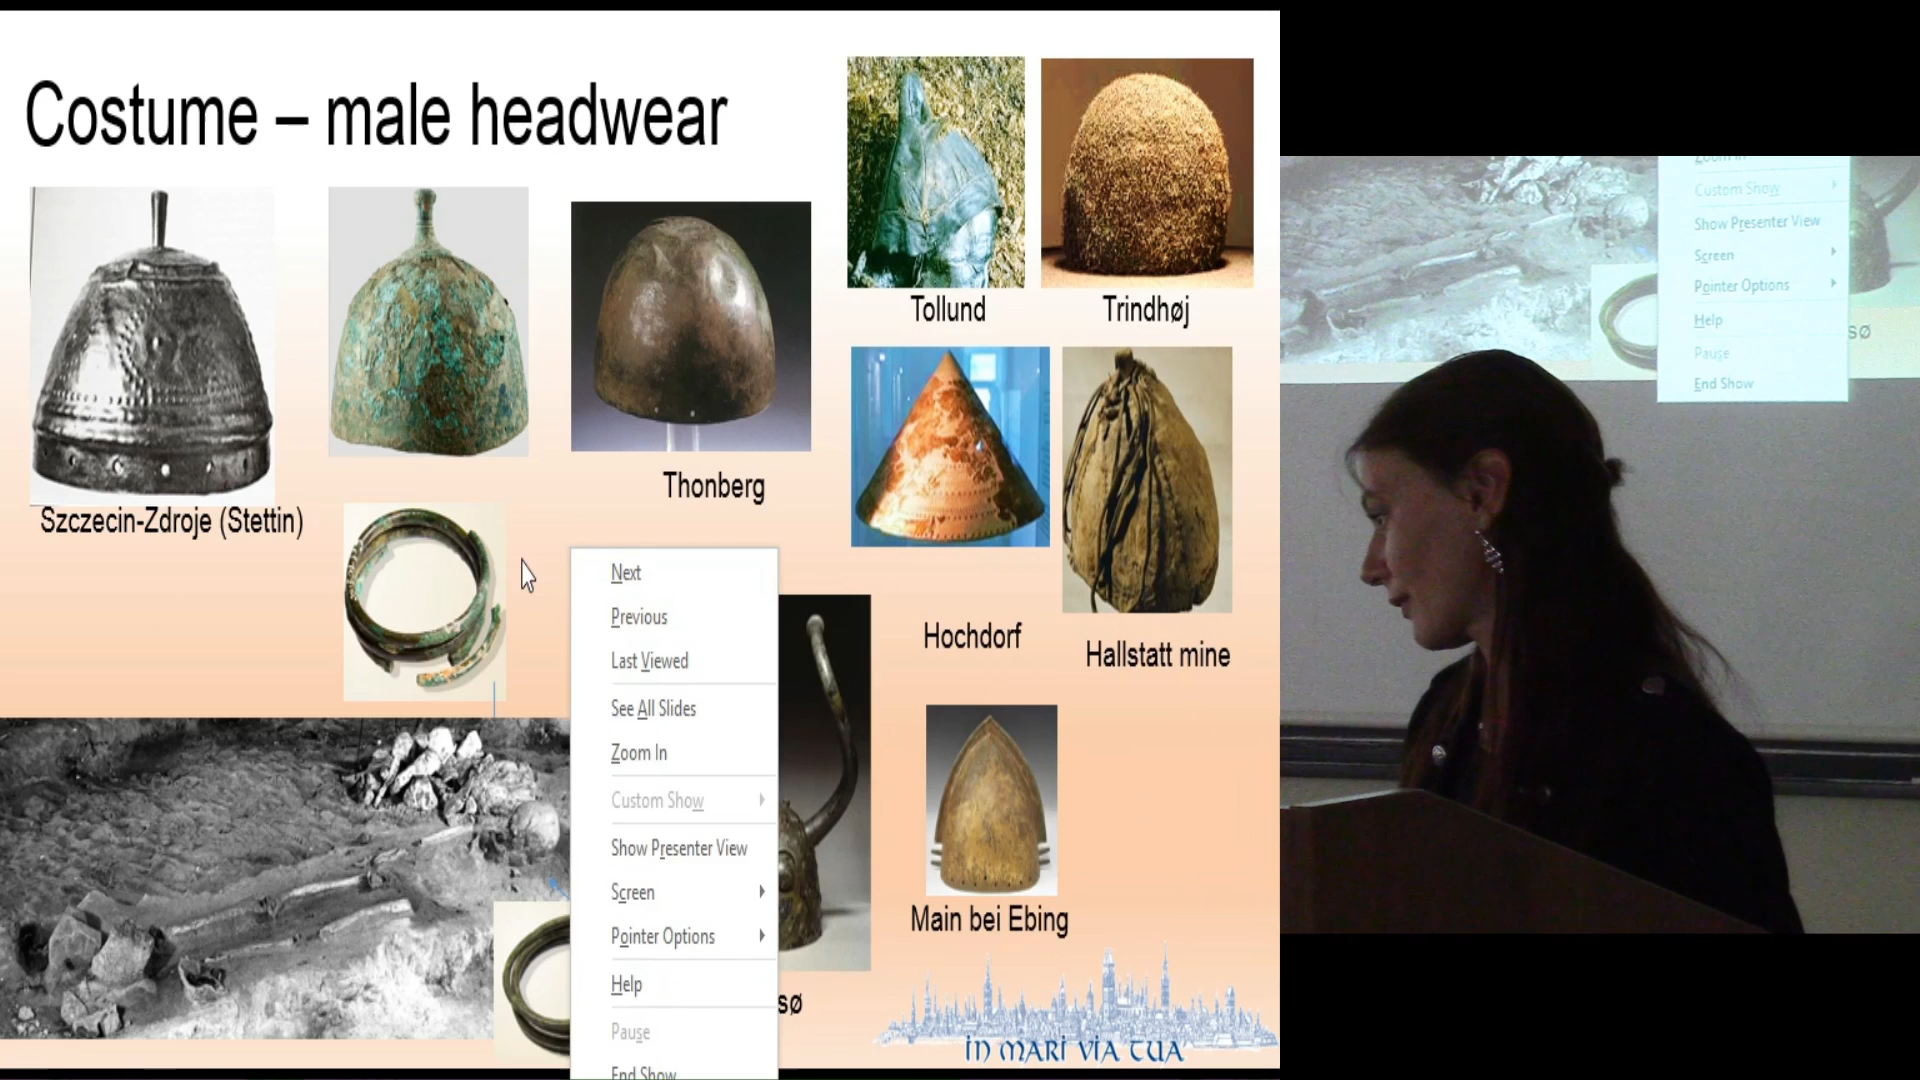 Costume – male headwear
Tollund
Trindhøj
Thonberg
Szczecin-Zdroje (Stettin)
Hochdorf
Hallstatt mine
Main bei Ebing
sø
in mari via tua
Next
Previous
Last Viewed
See All Slides
Zoom In
Custom Show
Show Presenter View
Screen
Pointer Options
Help
Pause
End Show
Zoom In
Custom Show
Show Presenter View
Screen
Pointer Options
Help
Pause
End Show
sø